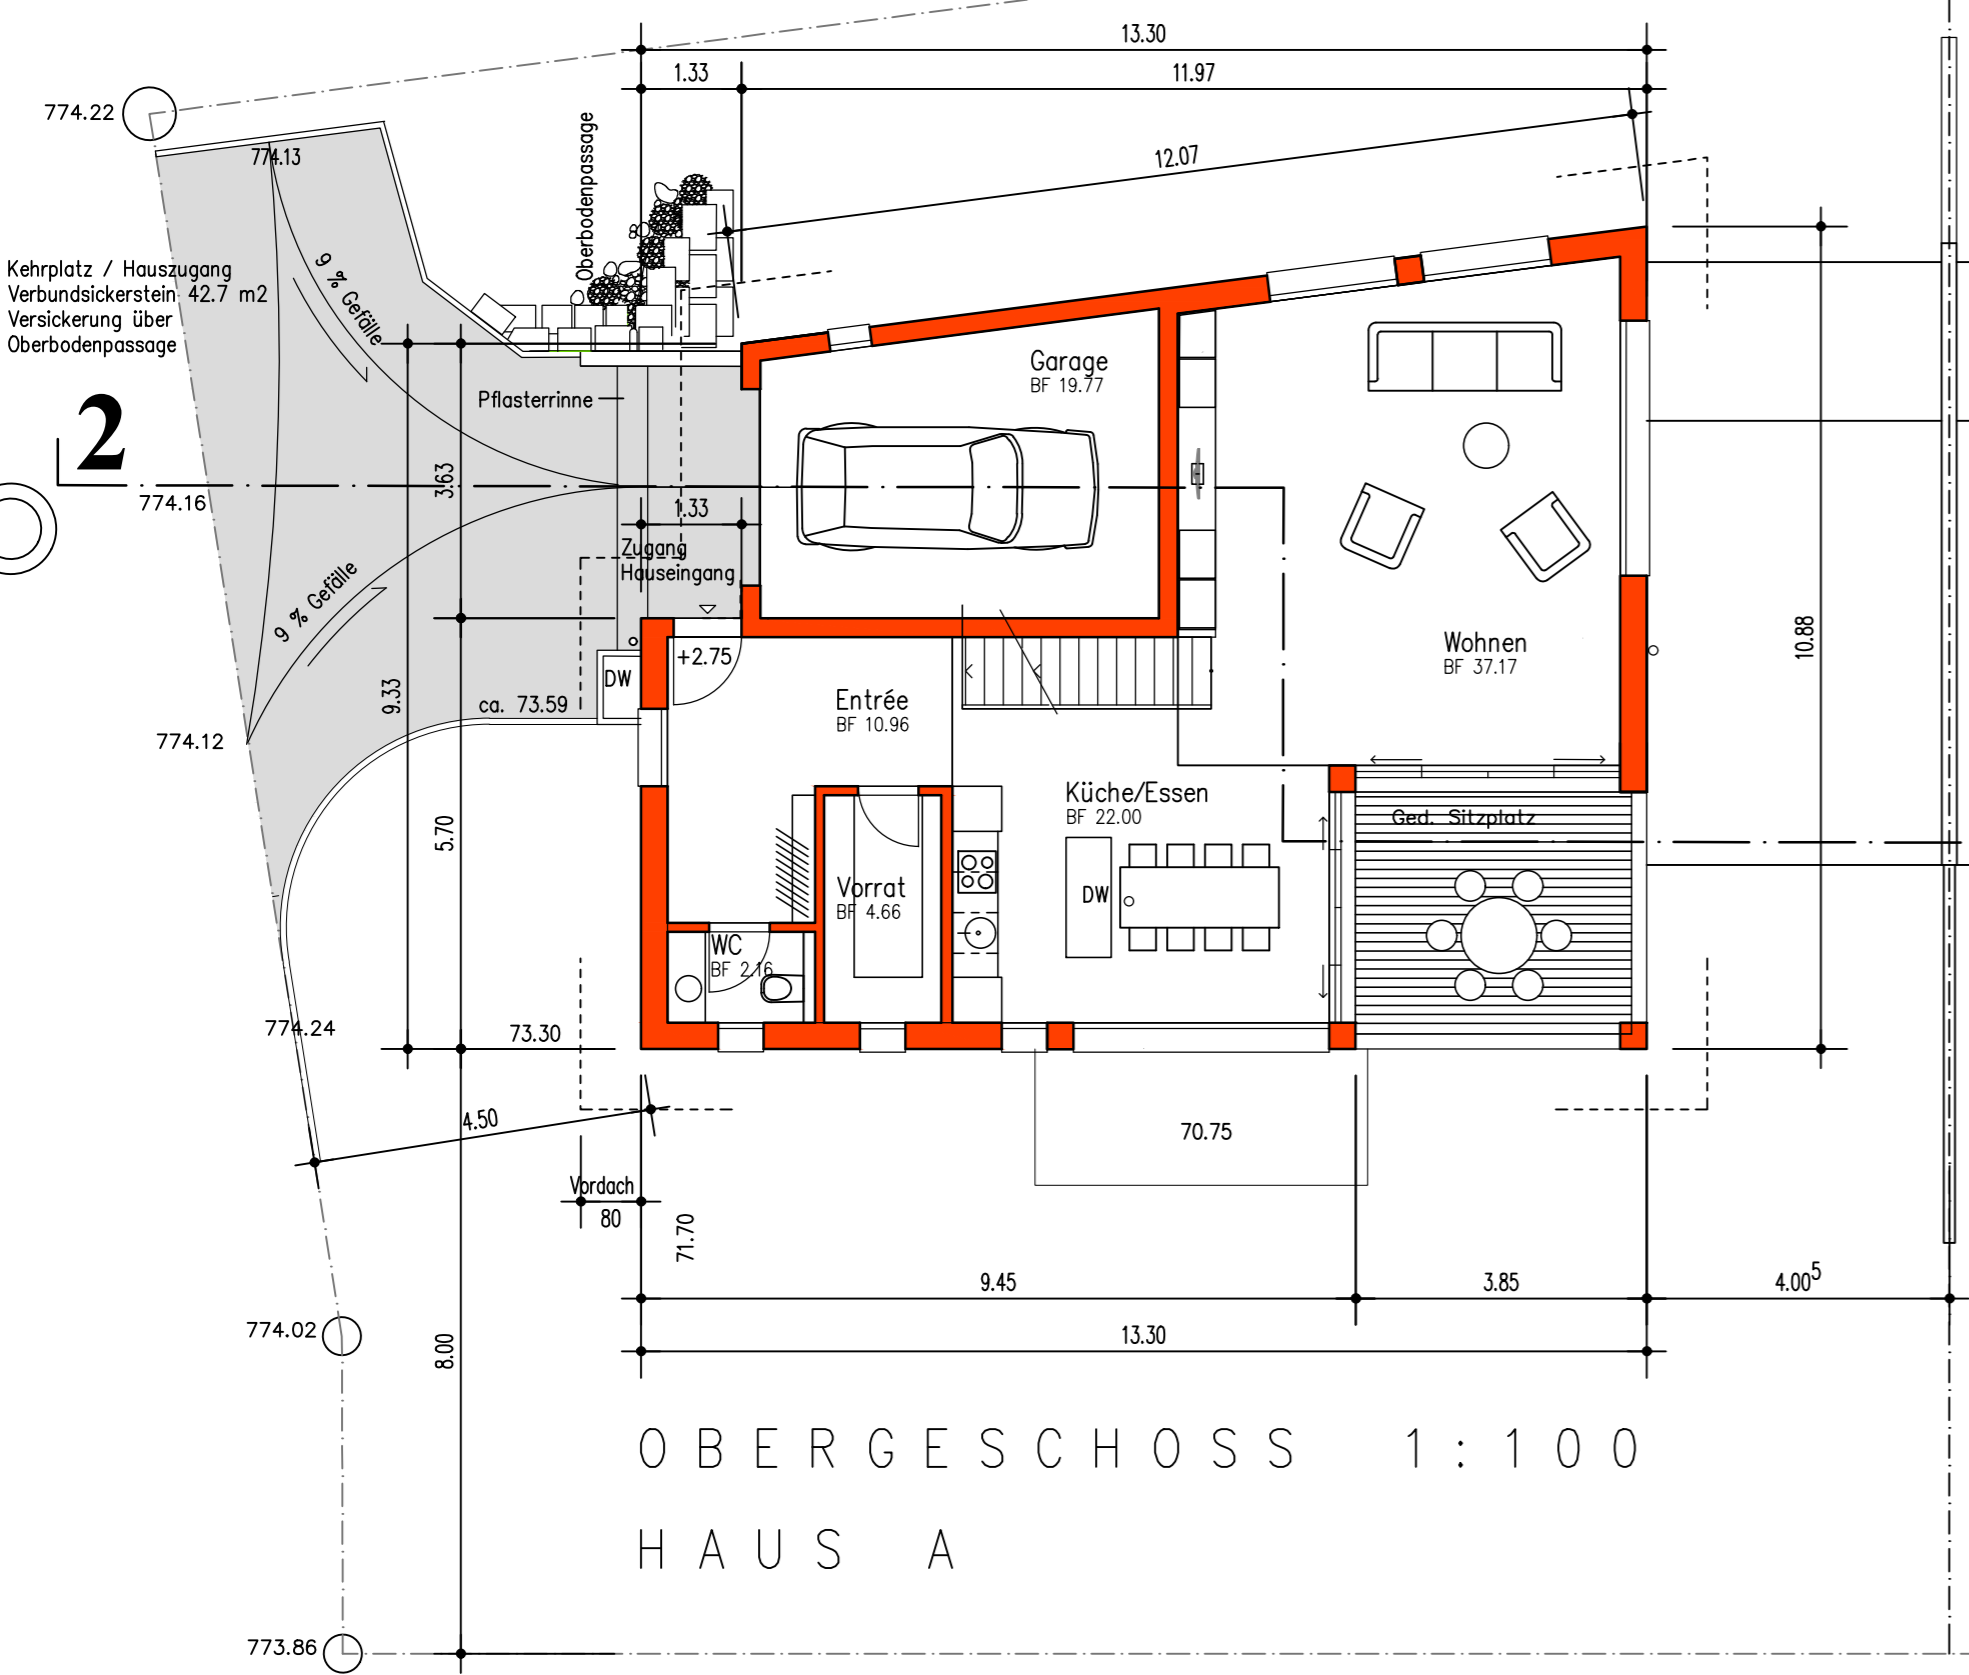 13.30
1.33
11.97
774.22
774.13
12.07
Oberbodenpassage
Kehrplatz / Hauszugang
Verbundsickerstein 42.7 m2
Versickerung über
Oberbodenpassage
9 % Gefälle
Garage
BF 19.77
Pflasterrinne
2
774.16
3.63
1.33
Zugang
Hauseingang
9 % Gefälle
10.88
Wohnen
BF 37.17
+2.75
DW
9.33
ca. 73.59
Entrée
BF 10.96
774.12
Küche/Essen
BF 22.00
Ged. Sitzplatz
5.70
Vorrat
BF 4.66
DW
WC
BF 2.16
774.24
73.30
4.50
70.75
Vordach
80
71.70
9.45
3.85
4.00⁵
774.02
13.30
8.00
OBERGESCHOSS 1:100
HAUS A
773.86